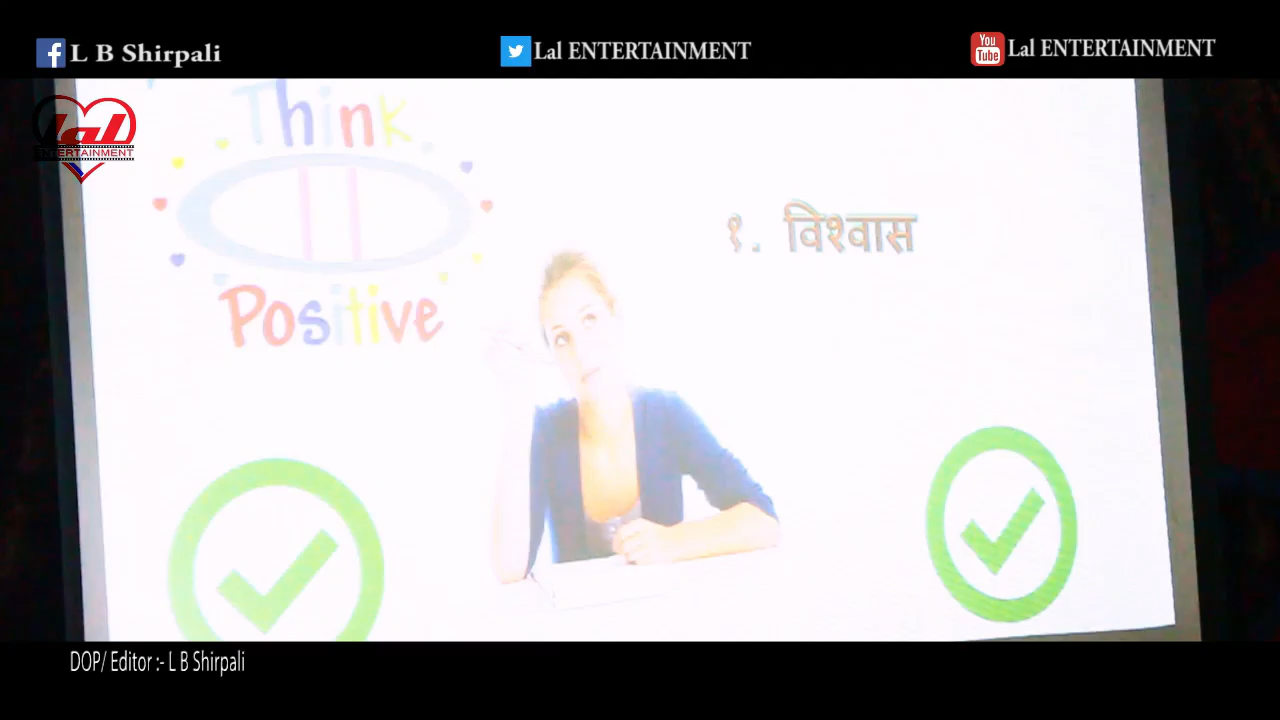 L B Shirpali
Lal ENTERTAINMENT
You
Tube
Lal ENTERTAINMENT
Lal
ENTERTAINMENT
Think
Positive
१. विश्वास
DOP/ Editor :- L B Shirpali